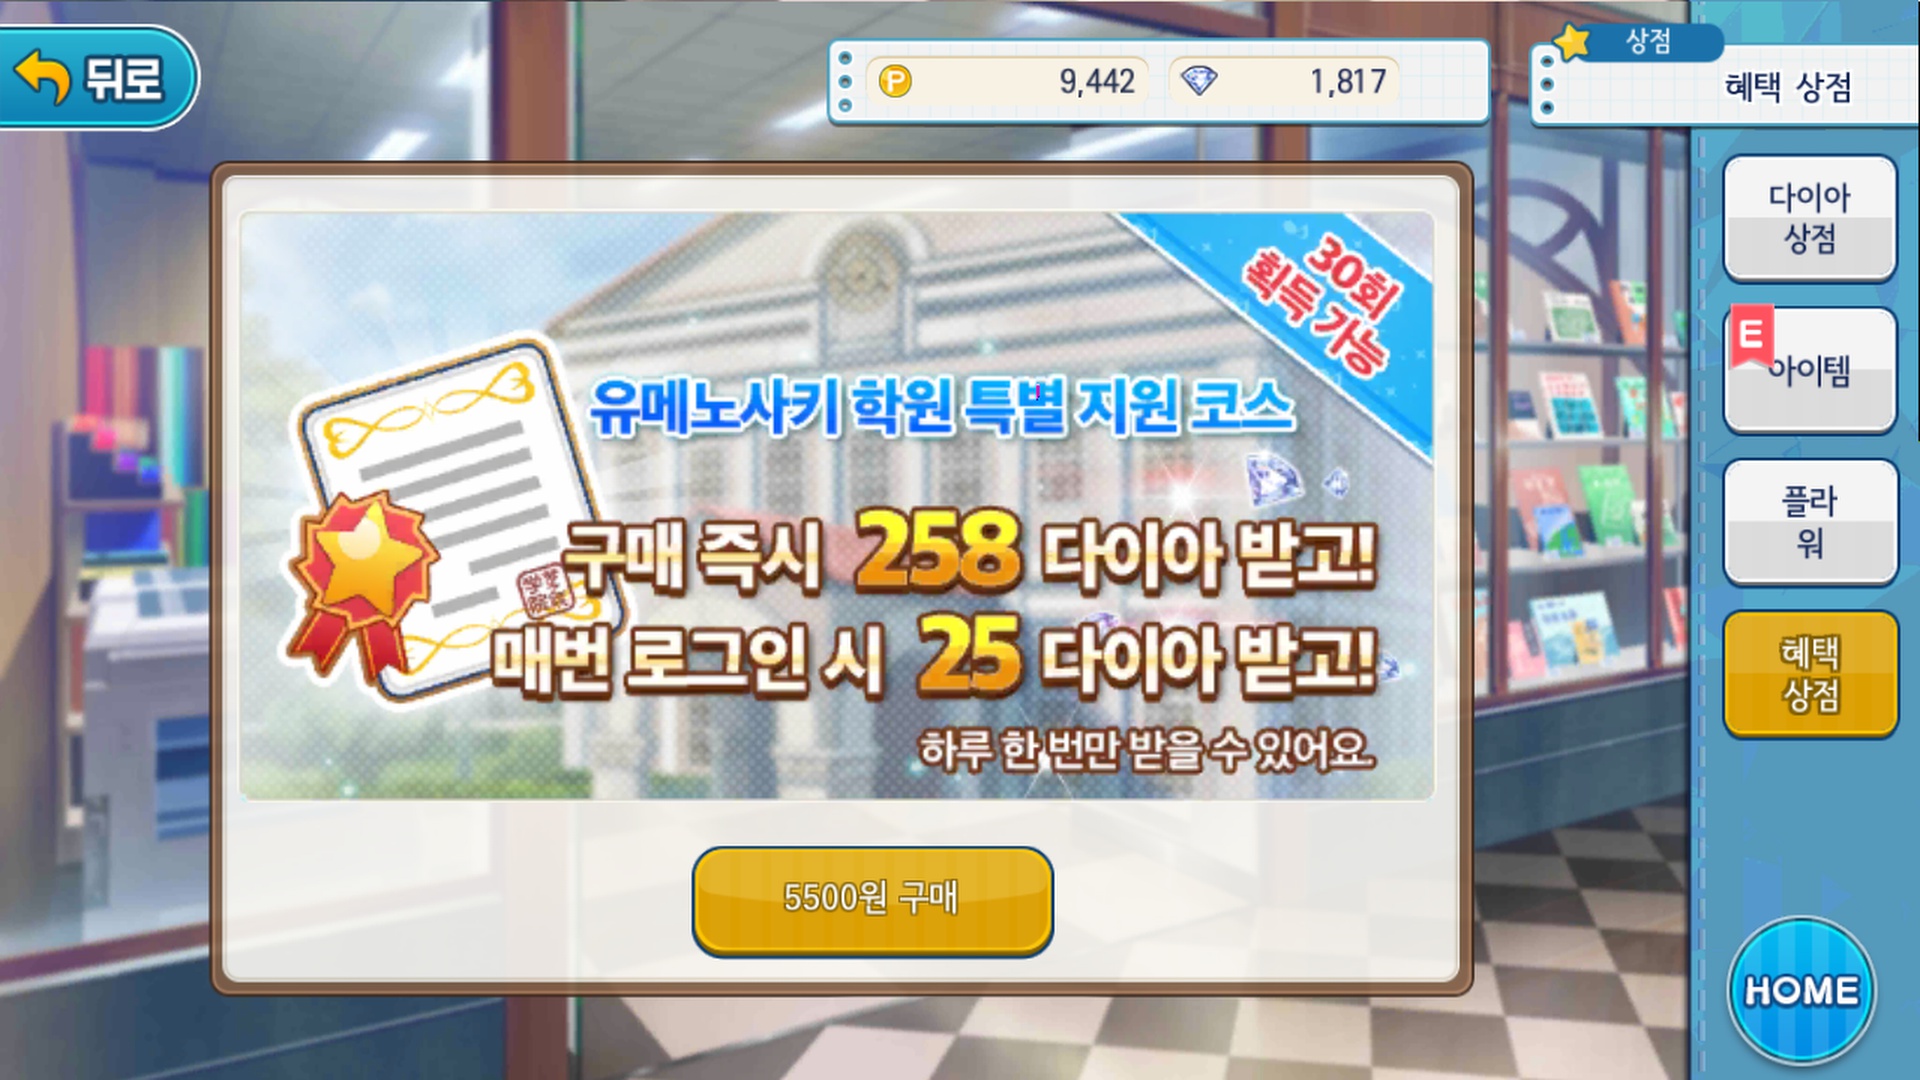 뒤로
9,442
1,817
상점
혜택 상점
다이아
상점
E
아이템
플라
워
혜택
상점
30회
획득 가능
유메노사키 학원 특별 지원 코스
구매 즉시 258 다이아 받고!
매번 로그인 시 25 다이아 받고!
하루 한 번만 받을 수 있어요.
5500원 구매
HOME